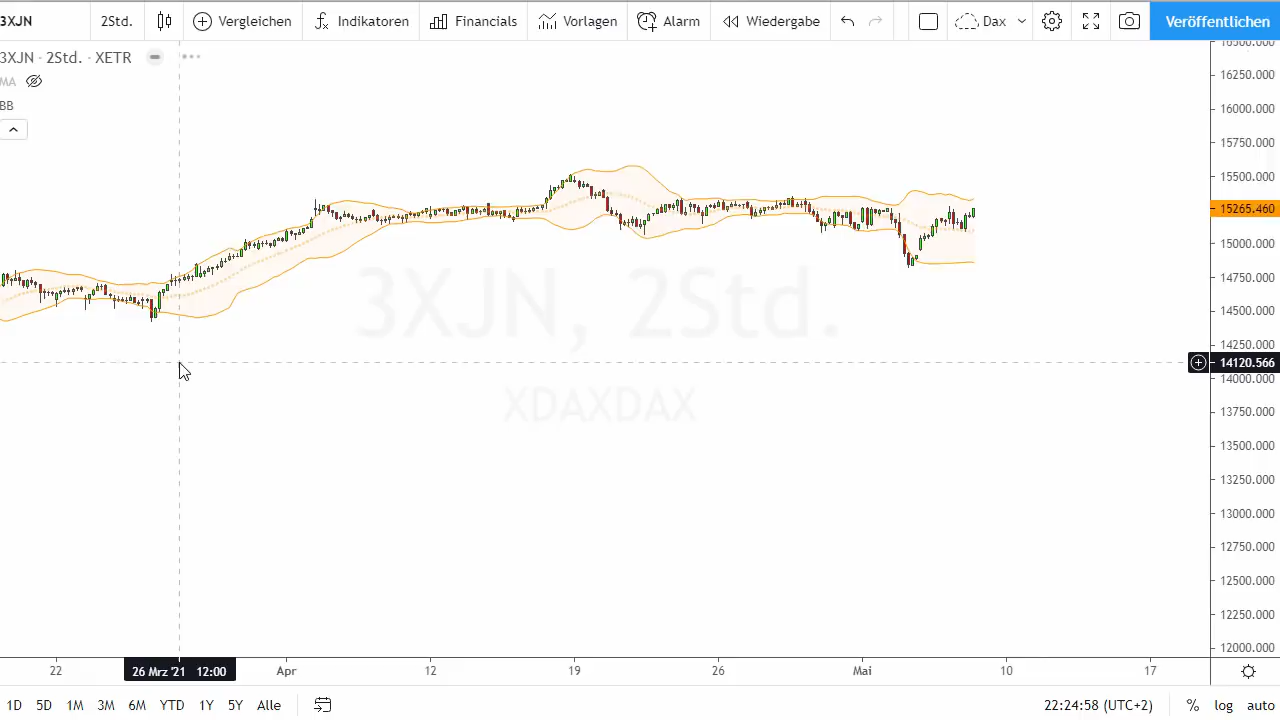 3XJN 2Std. Vergleichen Indikatoren Financials Vorlagen Alarm Wiedergabe Dax Veröffentlichen
3XJN · 2Std. · XETR
MA
BB
16500.000
16250.000
16000.000
15750.000
15500.000
15265.460
15000.000
14750.000
14500.000
14250.000
14120.566
14000.000
13750.000
13500.000
13250.000
13000.000
12750.000
12500.000
12250.000
12000.000
3XJN, 2Std.
XDAXDAX
22 26 Mrz '21 12:00 Apr 12 19 26 Mai 10 17
1D 5D 1M 3M 6M YTD 1Y 5Y Alle 22:24:58 (UTC+2) % log auto